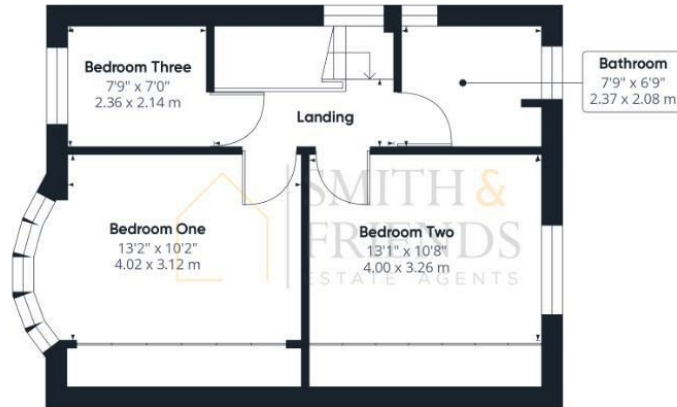 Bedroom Three
7'9" x 7'0"
2.36 x 2.14 m
Bathroom
7'9" x 6'9"
2.37 x 2.08 m
Landing
Bedroom One
13'2" x 10'2"
4.02 x 3.12 m
Bedroom Two
13'1" x 10'8"
4.00 x 3.26 m
SMITH &
FRIENDS
ESTATE AGENTS